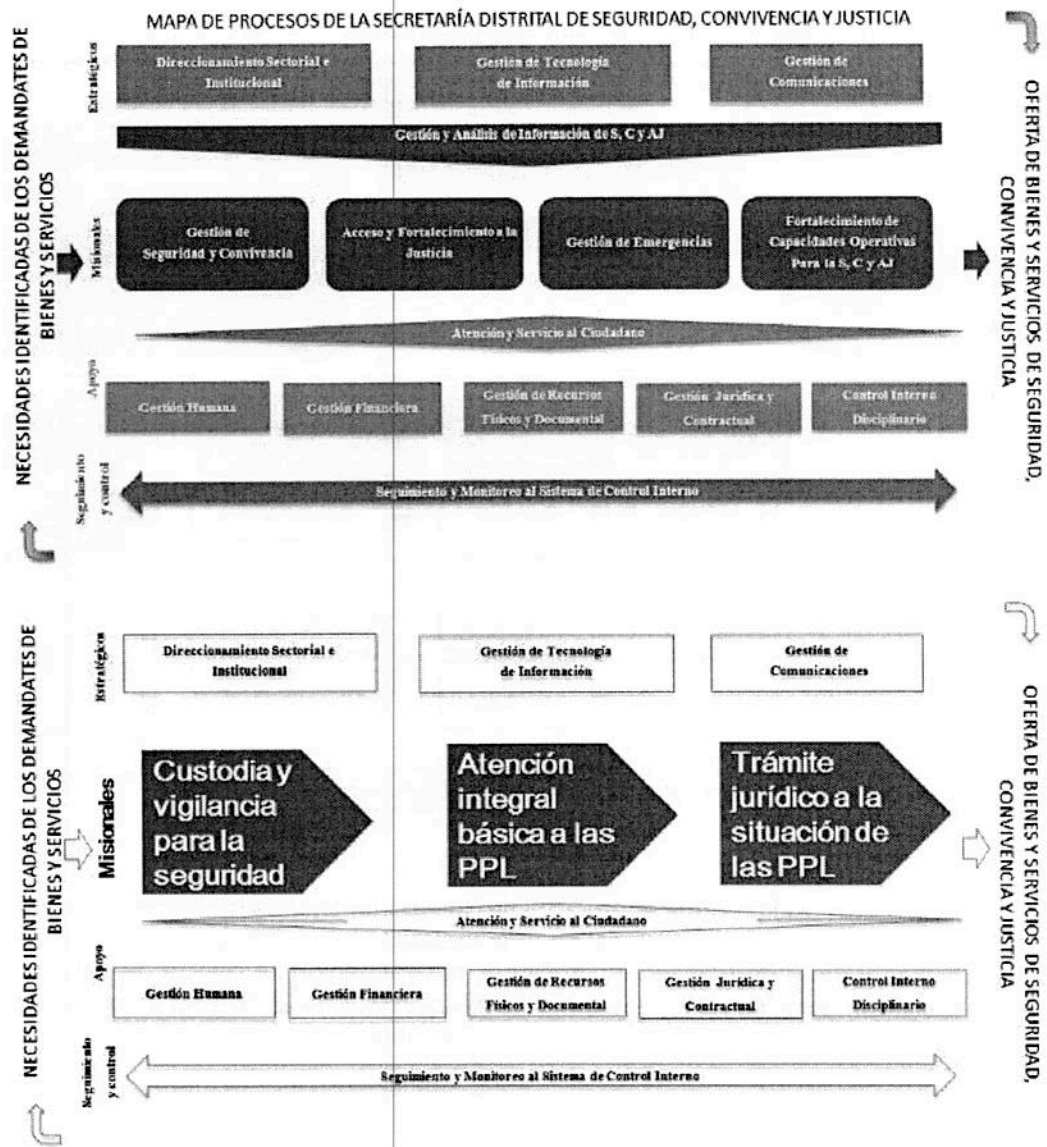 MAPA DE PROCESOS DE LA SECRETARÍA DISTRITAL DE SEGURIDAD, CONVIVENCIA Y JUSTICIA
NECESIDADES IDENTIFICADAS DE LOS DEMANDATES DE
BIENES Y SERVICIOS
Estratégicos
Direccionamiento Sectorial e
Institucional
Gestión de Tecnología
de Información
Gestión de
Comunicaciones
Gestión y Análisis de Información de S, C y AJ
Misionales
Gestión de
Seguridad y Convivencia
Acceso y Fortalecimiento a la
Justicia
Gestión de Emergencias
Fortalecimiento de
Capacidades Operativas
Para la S, C y AJ
Atención y Servicio al Ciudadano
Apoyo
Gestión Humana
Gestión Financiera
Gestión de Recursos
Físicos y Documental
Gestión Jurídica y
Contractual
Control Interno
Disciplinario
Seguimiento
y control
Seguimiento y Monitoreo al Sistema de Control Interno
OFERTA DE BIENES Y SERVICIOS DE SEGURIDAD,
CONVIVENCIA Y JUSTICIA
NECESIDADES IDENTIFICADAS DE LOS DEMANDATES DE
BIENES Y SERVICIOS
Estratégicos
Direccionamiento Sectorial e
Institucional
Gestión de Tecnología
de Información
Gestión de
Comunicaciones
Misionales
Custodia y
vigilancia
para la
seguridad
Atención
integral
básica a las
PPL
Trámite
jurídico a la
situación de
las PPL
Atención y Servicio al Ciudadano
Apoyo
Gestión Humana
Gestión Financiera
Gestión de Recursos
Físicos y Documental
Gestión Jurídica y
Contractual
Control Interno
Disciplinario
Seguimiento
y control
Seguimiento y Monitoreo al Sistema de Control Interno
OFERTA DE BIENES Y SERVICIOS DE SEGURIDAD,
CONVIVENCIA Y JUSTICIA